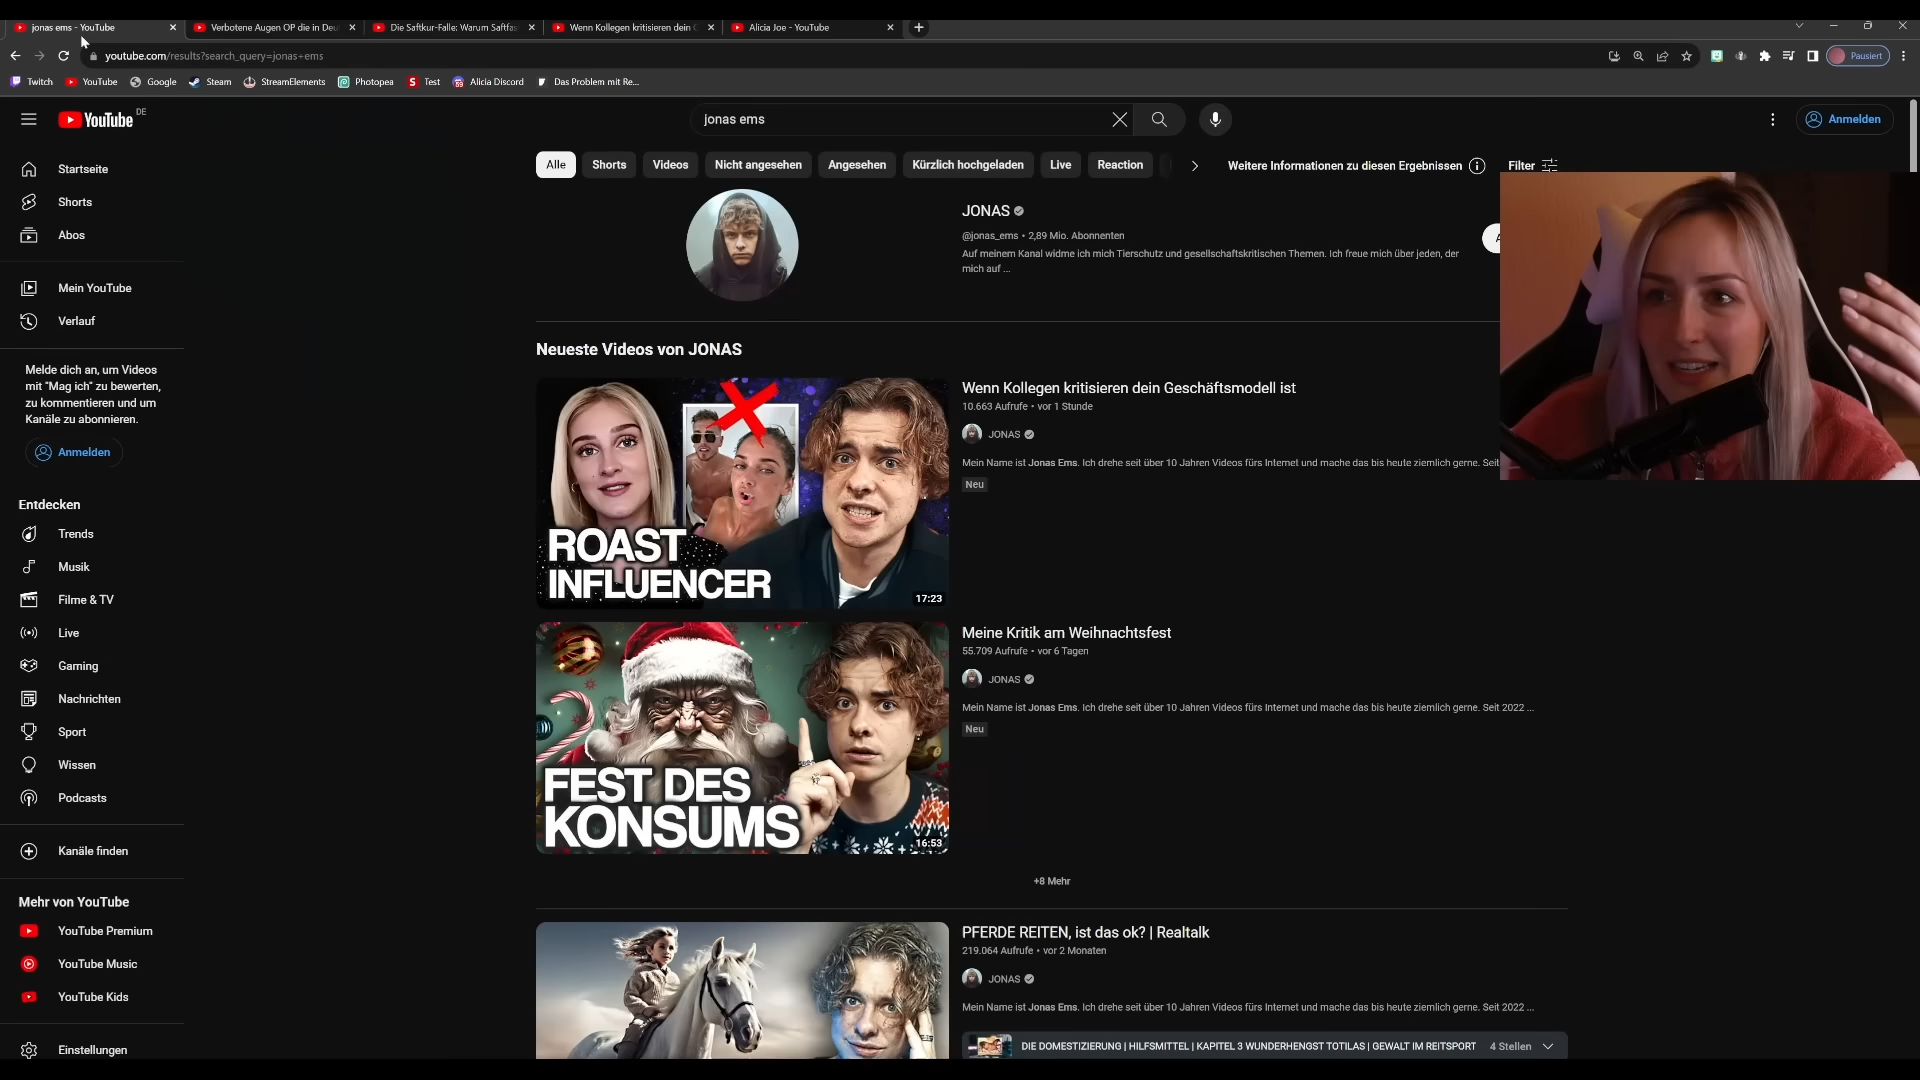 jonas ems - YouTube
Verbotene Augen OP die in Deu
Die Saftkur-Falle: Warum Saftfas
Wenn Kollegen kritisieren dein G
Alicia Joe - YouTube
youtube.com/results?search_query=jonas+ems
Pausiert
Twitch
YouTube
Google
Steam
StreamElements
Photopea
Test
Alicia Discord
Das Problem mit Re...
YouTube DE
jonas ems
Anmelden
Alle
Shorts
Videos
Nicht angesehen
Angesehen
Kürzlich hochgeladen
Live
Reaction
Weitere Informationen zu diesen Ergebnissen
Filter
Startseite
Shorts
Abos
Mein YouTube
Verlauf
Melde dich an, um Videos
mit "Mag ich" zu bewerten,
zu kommentieren und um
Kanäle zu abonnieren.
Anmelden
Entdecken
Trends
Musik
Filme & TV
Live
Gaming
Nachrichten
Sport
Wissen
Podcasts
Kanäle finden
Mehr von YouTube
YouTube Premium
YouTube Music
YouTube Kids
Einstellungen
JONAS
@jonas_ems • 2,89 Mio. Abonnenten
Auf meinem Kanal widme ich mich Tierschutz und gesellschaftskritischen Themen. Ich freue mich über jeden, der
mich auf ...
Neueste Videos von JONAS
ROAST
INFLUENCER
17:23
Wenn Kollegen kritisieren dein Geschäftsmodell ist
10.663 Aufrufe • vor 1 Stunde
JONAS
Mein Name ist Jonas Ems. Ich drehe seit über 10 Jahren Videos fürs Internet und mache das bis heute ziemlich gerne. Seit
Neu
FEST DES
KONSUMS
16:53
Meine Kritik am Weihnachtsfest
55.709 Aufrufe • vor 6 Tagen
JONAS
Mein Name ist Jonas Ems. Ich drehe seit über 10 Jahren Videos fürs Internet und mache das bis heute ziemlich gerne. Seit 2022 ...
Neu
+8 Mehr
PFERDE REITEN, ist das ok? | Realtalk
219.064 Aufrufe • vor 2 Monaten
JONAS
Mein Name ist Jonas Ems. Ich drehe seit über 10 Jahren Videos fürs Internet und mache das bis heute ziemlich gerne. Seit 2022 ...
DIE DOMESTIZIERUNG | HILFSMITTEL | KAPITEL 3 WUNDERHENGST TOTILAS | GEWALT IM REITSPORT 4 Stellen